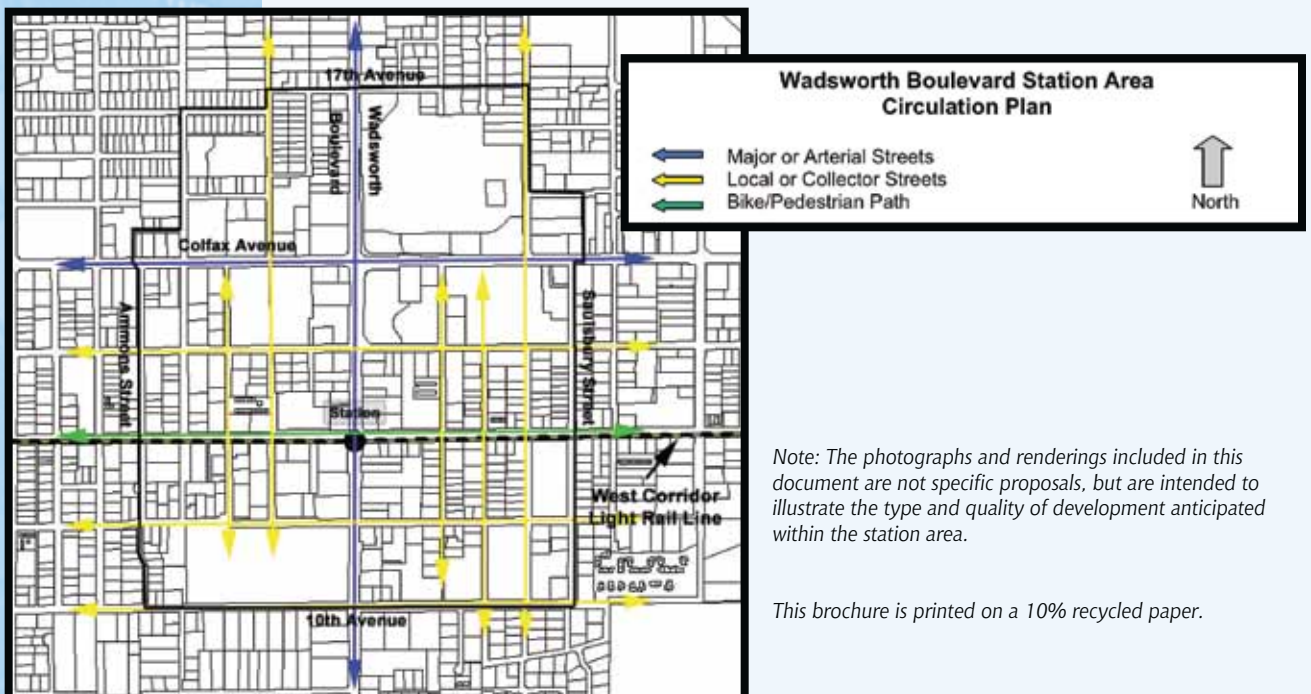 17th Avenue
Wadsworth
Boulevard
Colfax Avenue
Ammons Street
Saulsbury Street
Station
West Corridor
Light Rail Line
10th Avenue
Wadsworth Boulevard Station Area
Circulation Plan
Major or Arterial Streets
Local or Collector Streets
Bike/Pedestrian Path
North
Note: The photographs and renderings included in this
document are not specific proposals, but are intended to
illustrate the type and quality of development anticipated
within the station area.
This brochure is printed on a 10% recycled paper.